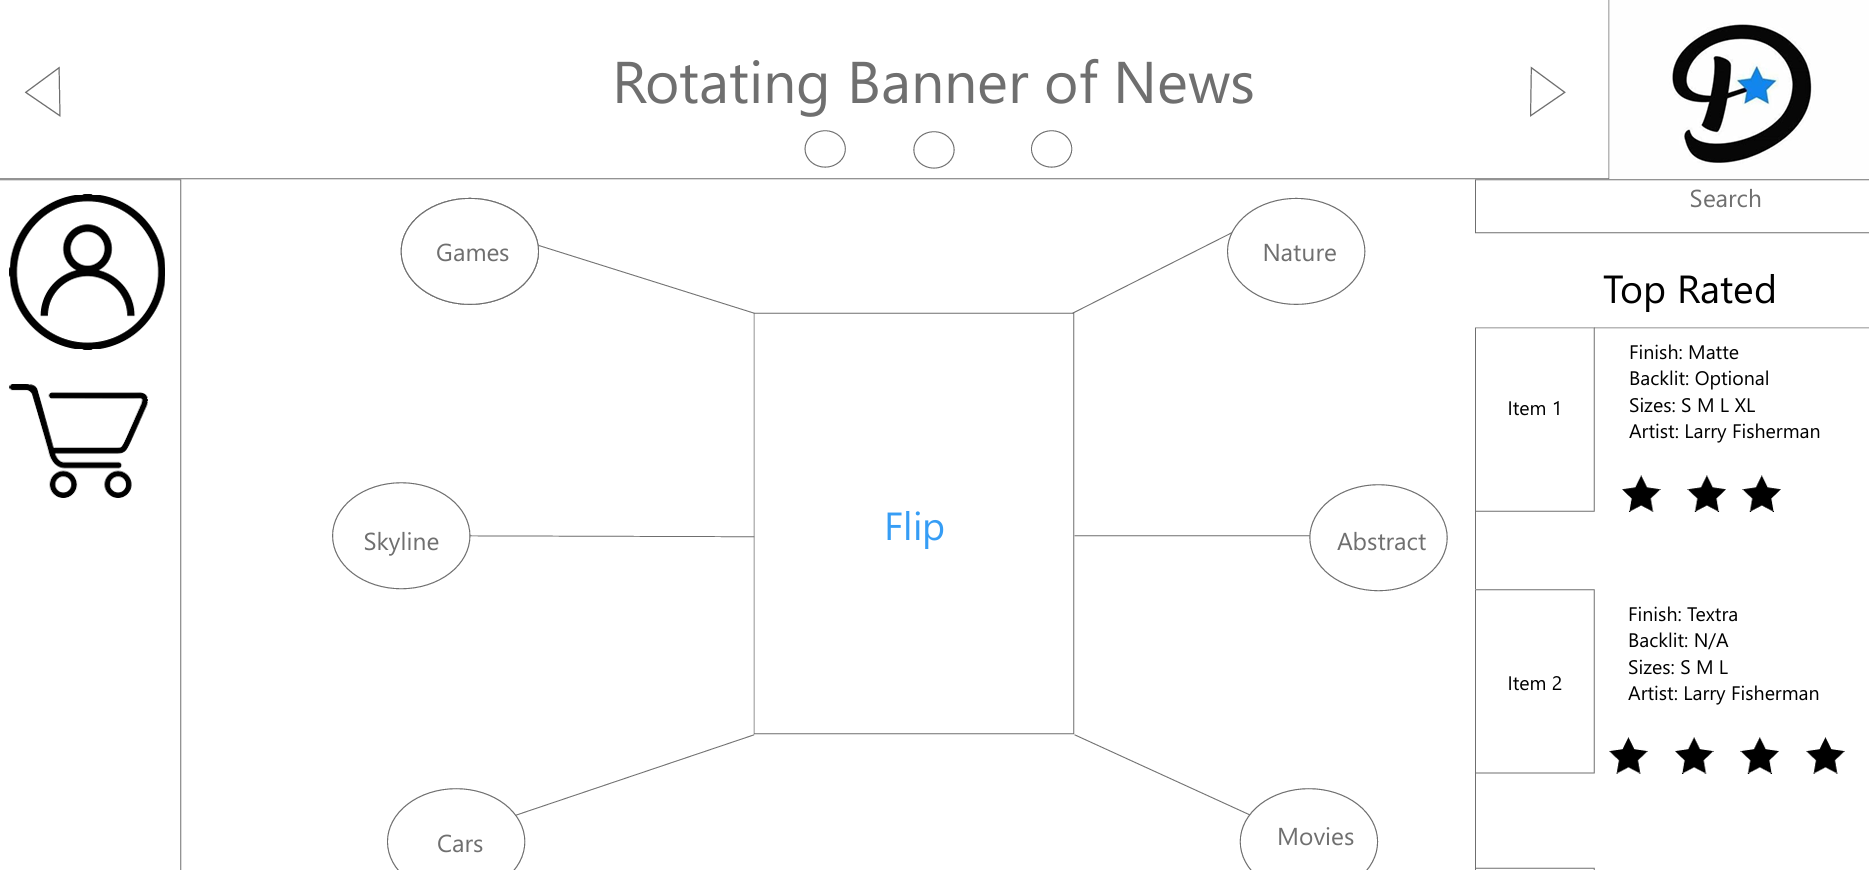 Rotating Banner of News
Search
Games
Nature
Top Rated
Item 1
Finish: Matte
Backlit: Optional
Sizes: S M L XL
Artist: Larry Fisherman
Skyline
Flip
Abstract
Item 2
Finish: Textra
Backlit: N/A
Sizes: S M L
Artist: Larry Fisherman
Cars
Movies